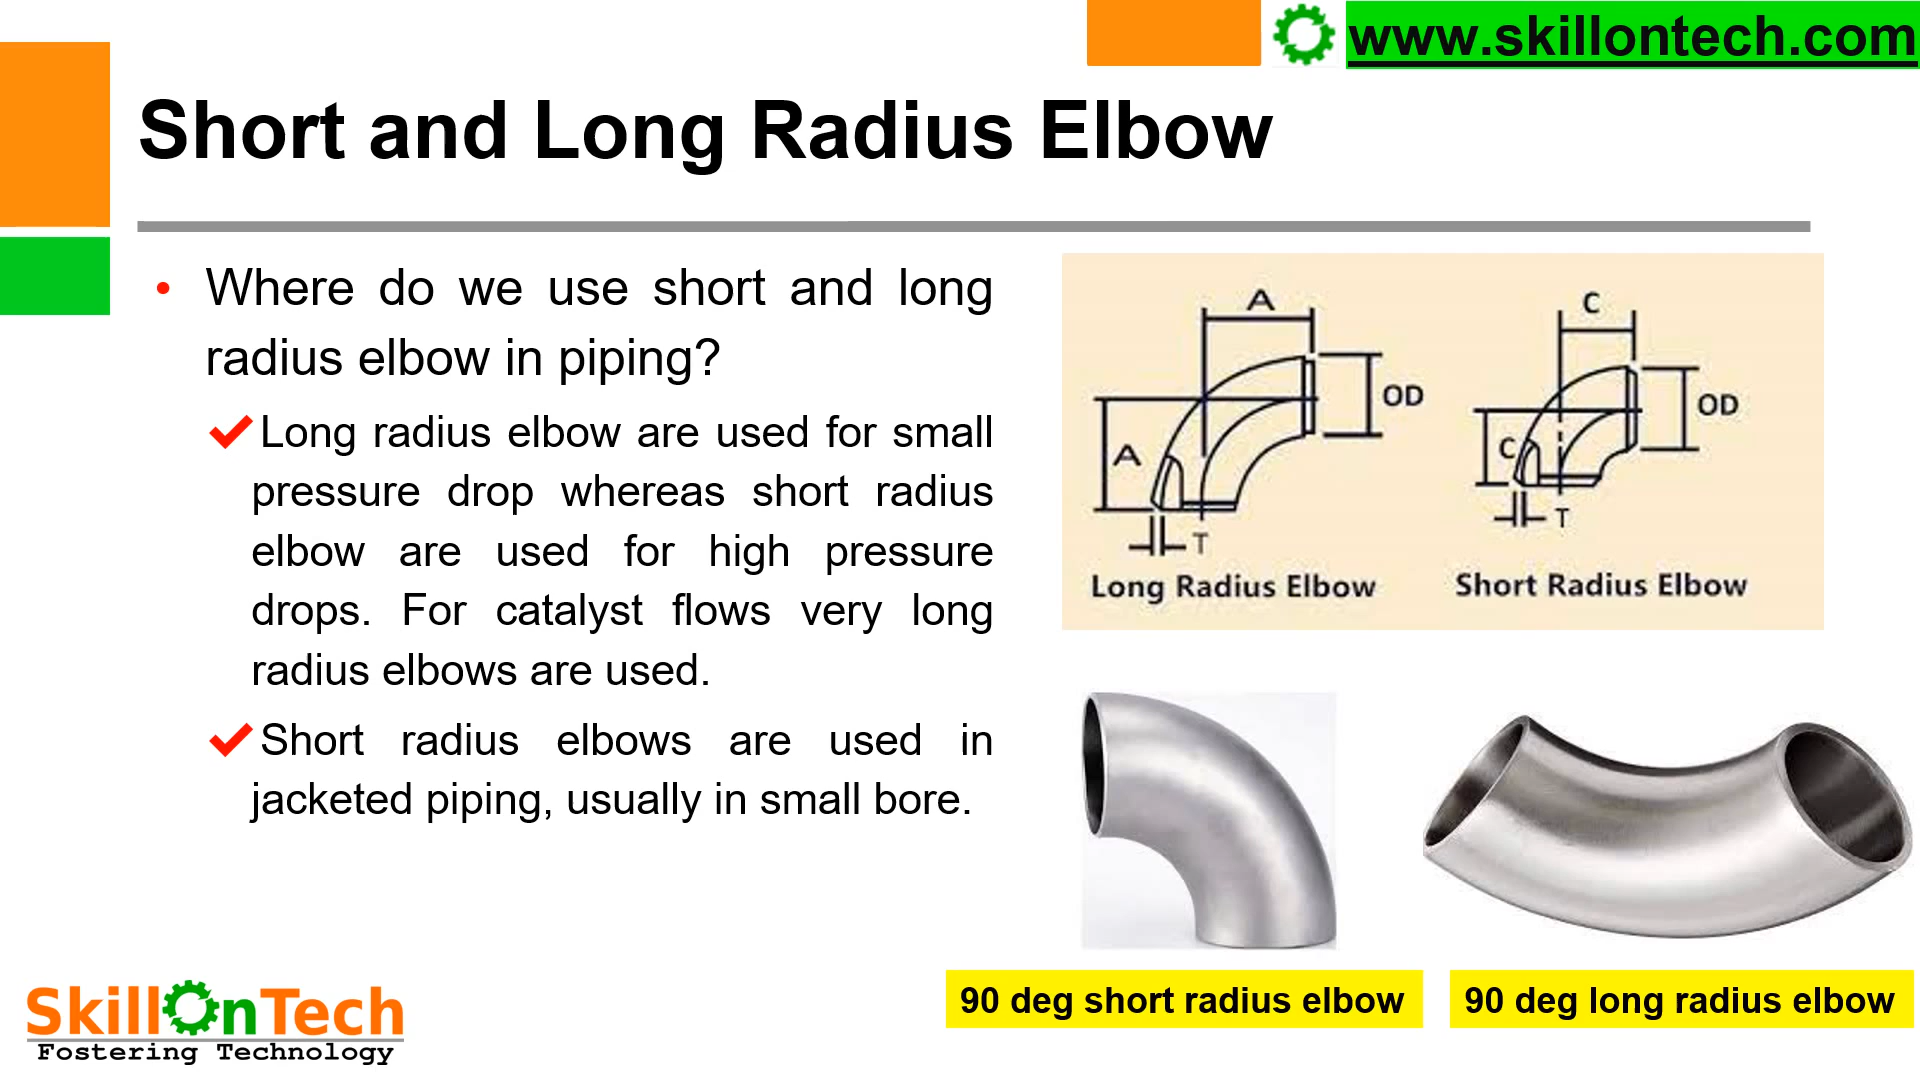 www.skillontech.com
Short and Long Radius Elbow
• Where do we use short and long
radius elbow in piping?
Long radius elbow are used for small
pressure drop whereas short radius
elbow are used for high pressure
drops. For catalyst flows very long
radius elbows are used.
Short radius elbows are used in
jacketed piping, usually in small bore.
A
C
OD
OD
A
C
T
T
Long Radius Elbow
Short Radius Elbow
90 deg short radius elbow
90 deg long radius elbow
SkillOnTech
Fostering Technology